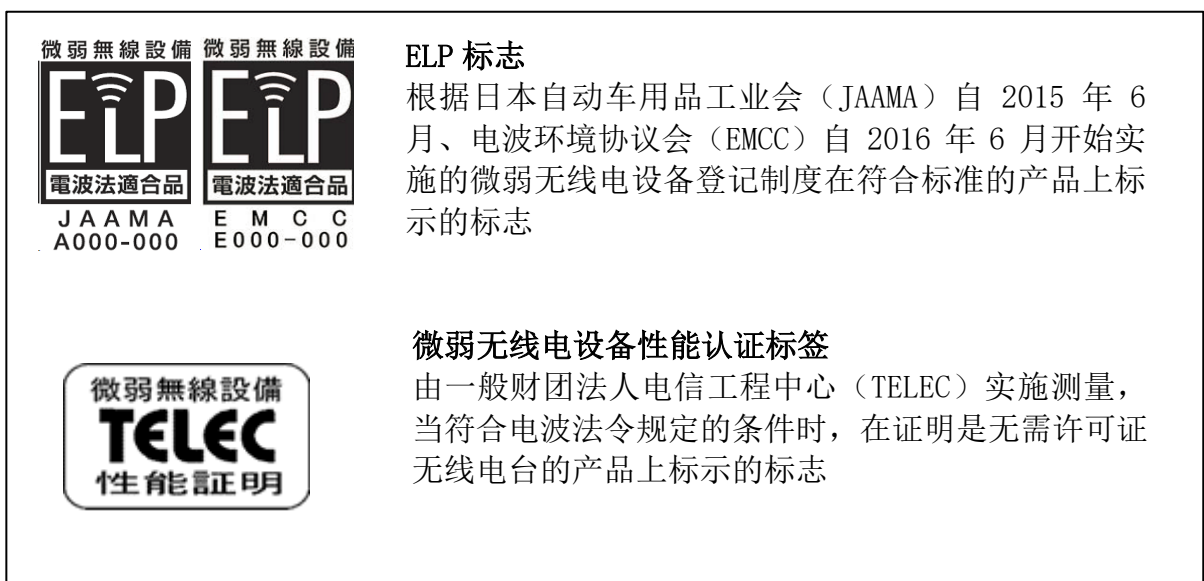 微弱無線設備
ELP
電波法適合品
JAAMA
A000-000
微弱無線設備
ELP
電波法適合品
EMCC
E000-000
ELP 标志
根据日本自动车用品工业会（JAAMA）自 2015 年 6
月、电波环境协议会（EMCC）自 2016 年 6 月开始实
施的微弱无线电设备登记制度在符合标准的产品上标
示的标志
微弱無線設備
TELEC
性能証明
微弱无线电设备性能认证标签
由一般财团法人电信工程中心（TELEC）实施测量，
当符合电波法令规定的条件时，在证明是无需许可证
无线电台的产品上标示的标志